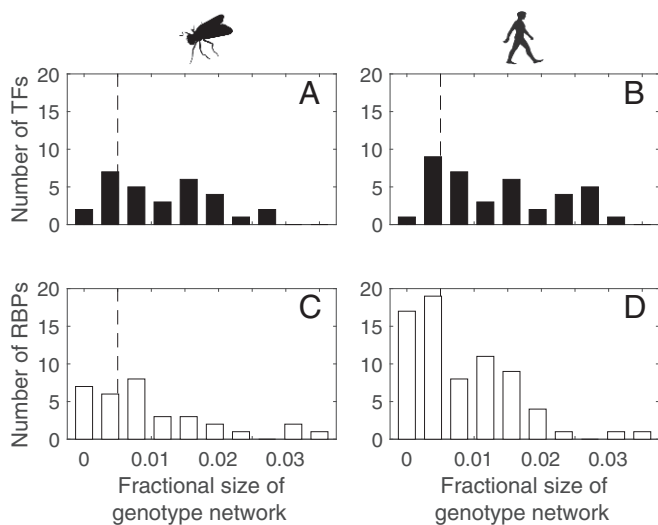 A
B
Number of TFs
20
15
10
5
0
20
15
10
5
0
C
D
Number of RBPs
20
15
10
5
0
20
15
10
5
0
0 0.01 0.02 0.03
0 0.01 0.02 0.03
Fractional size of
genotype network
Fractional size of
genotype network